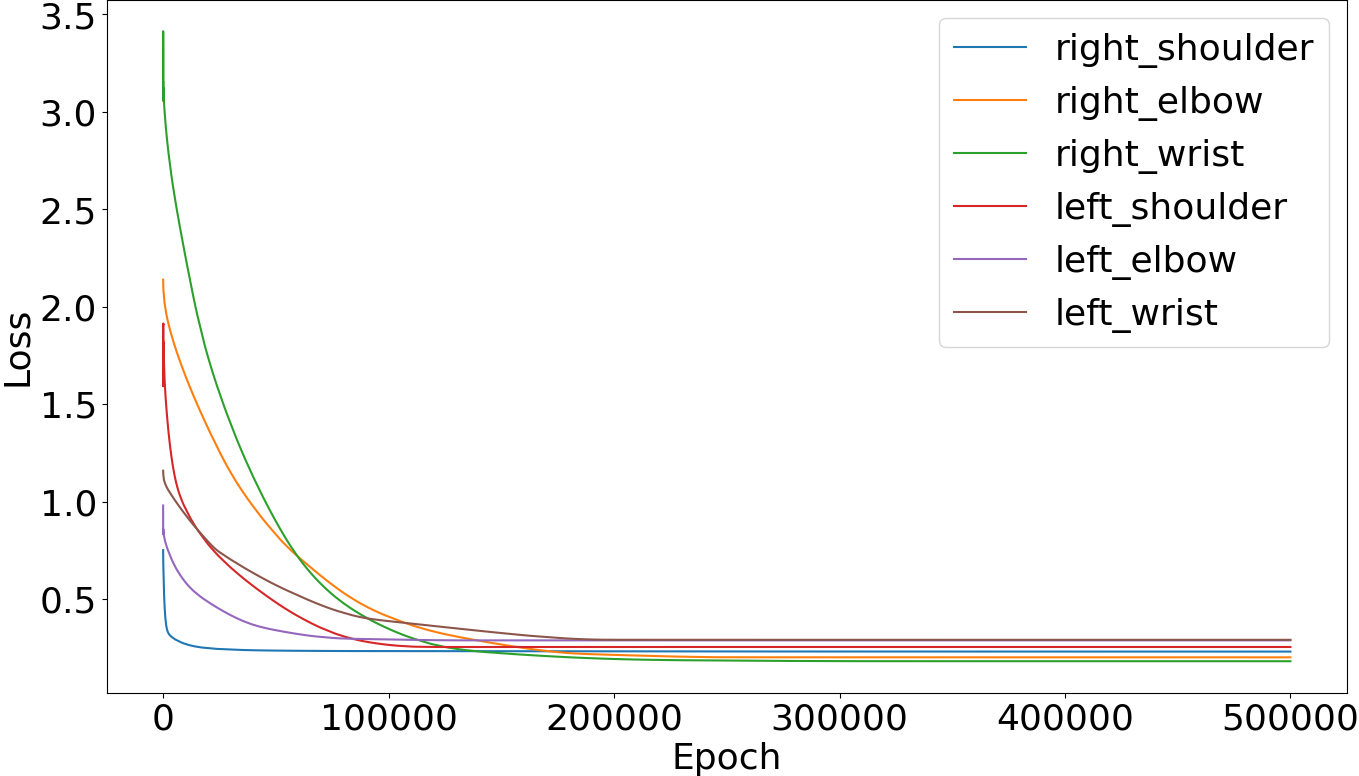 3.5
3.0
2.5
2.0
1.5
1.0
0.5
Loss
right_shoulder
right_elbow
right_wrist
left_shoulder
left_elbow
left_wrist
0 100000 200000 300000 400000 500000
Epoch